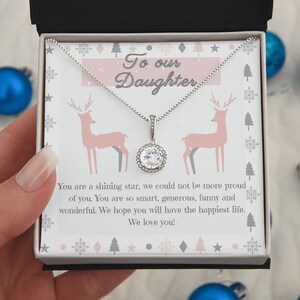 To our
Daughter
You are a shining star, we could not be more proud
of you. You are so smart, generous, funny and
wonderful. We hope you will have the happiest life.
We love you!